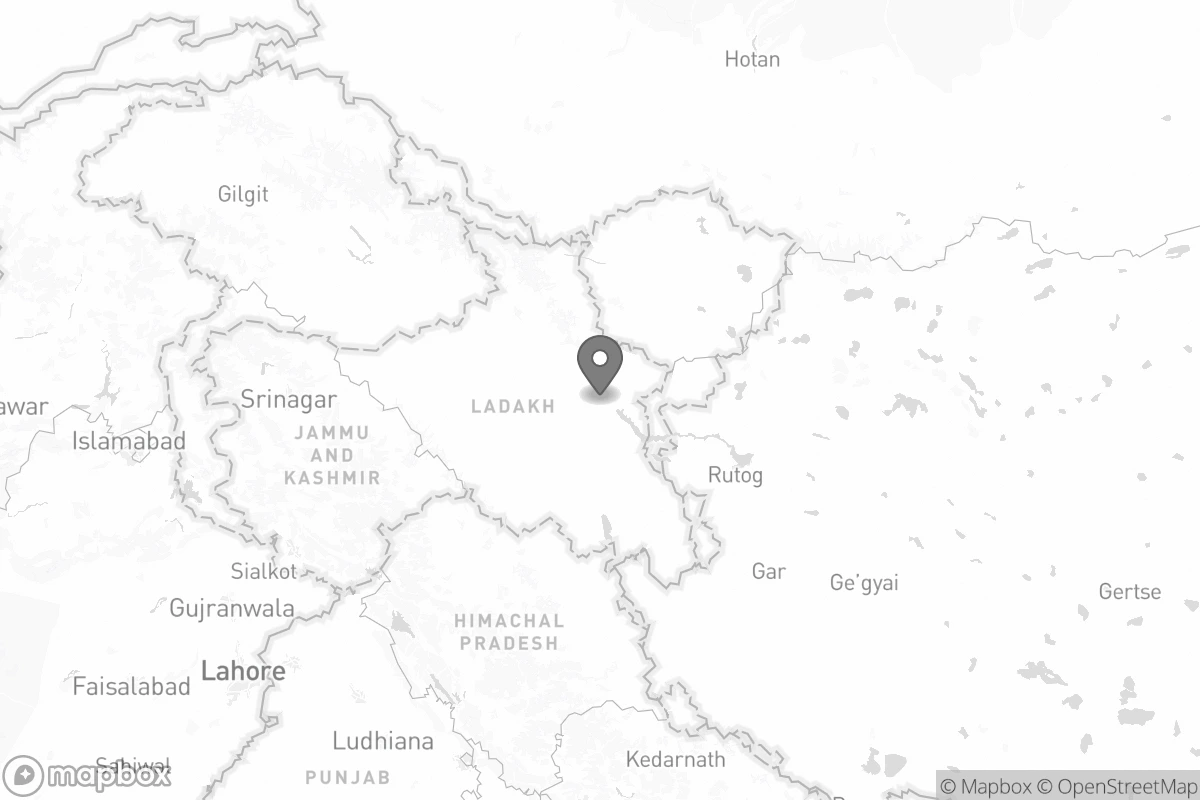 Hotan
Gilgit
Srinagar
awar
LADAKH
Islamabad
JAMMU
AND
KASHMIR
Rutog
Sialkot
Gar
Ge’gyai
Gertse
Gujranwala
HIMACHAL
PRADESH
Lahore
Faisalabad
Ludhiana
Kedarnath
Sahiwal
PUNJAB
mapbox
© Mapbox © OpenStreetMap